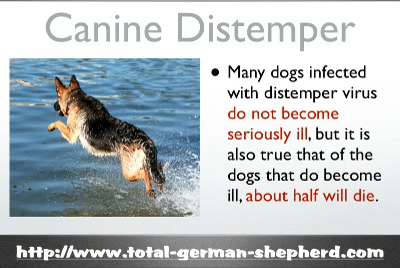 Canine Distemper
• Many dogs infected
with distemper virus
do not become
seriously ill, but it is
also true that of the
dogs that do become
ill, about half will die.
http://www.total-german-shepherd.com